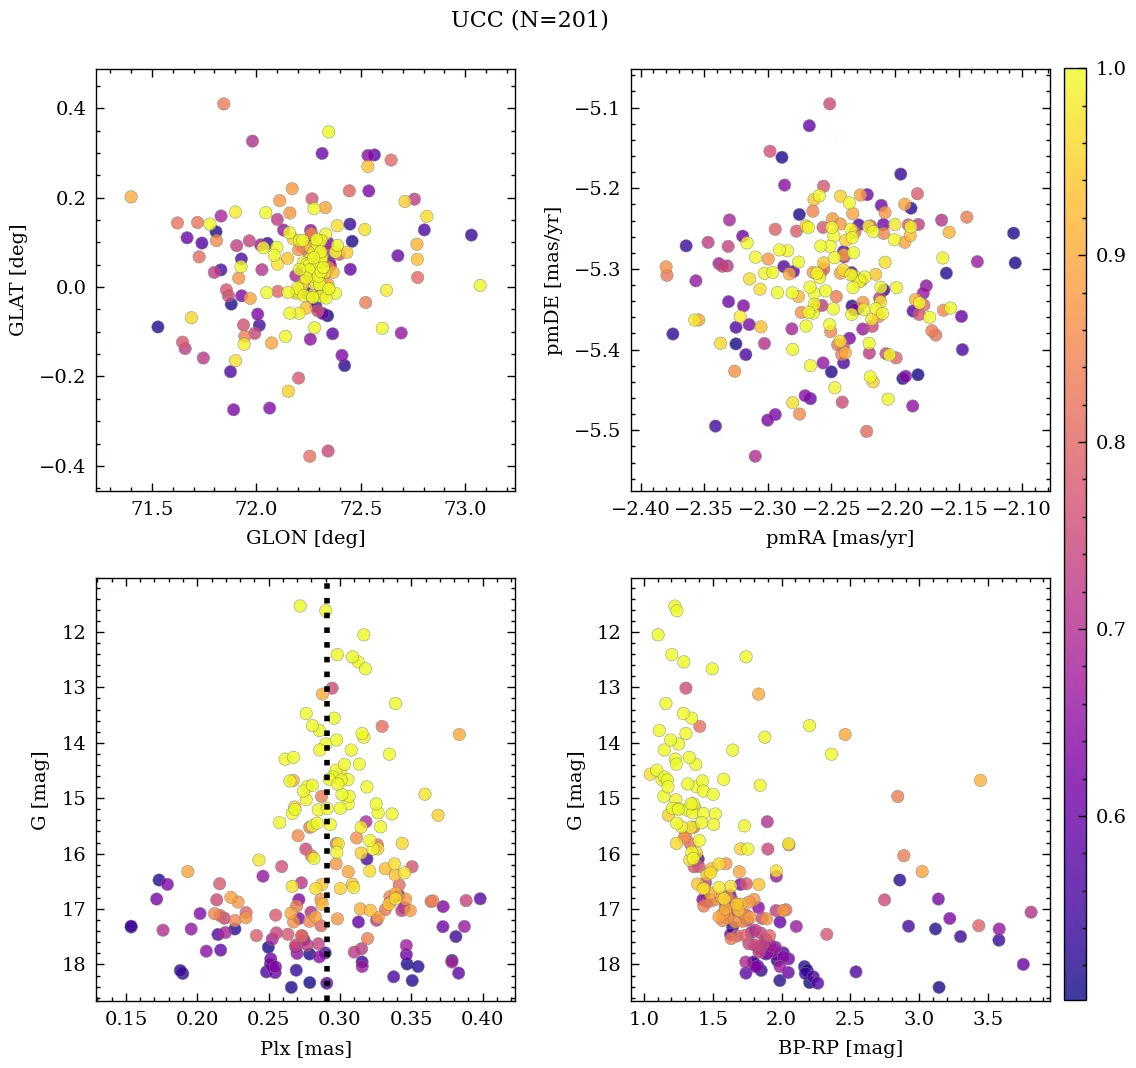 UCC (N=201)
0.4
0.2
0.0
−0.2
−0.4
GLAT [deg]
71.5 72.0 72.5 73.0
GLON [deg]
−5.1
−5.2
−5.3
−5.4
−5.5
pmDE [mas/yr]
−2.40 −2.35 −2.30 −2.25 −2.20 −2.15 −2.10
pmRA [mas/yr]
12
13
14
15
16
17
18
G [mag]
0.15 0.20 0.25 0.30 0.35 0.40
Plx [mas]
12
13
14
15
16
17
18
G [mag]
1.0 1.5 2.0 2.5 3.0 3.5
BP-RP [mag]
1.0
0.9
0.8
0.7
0.6